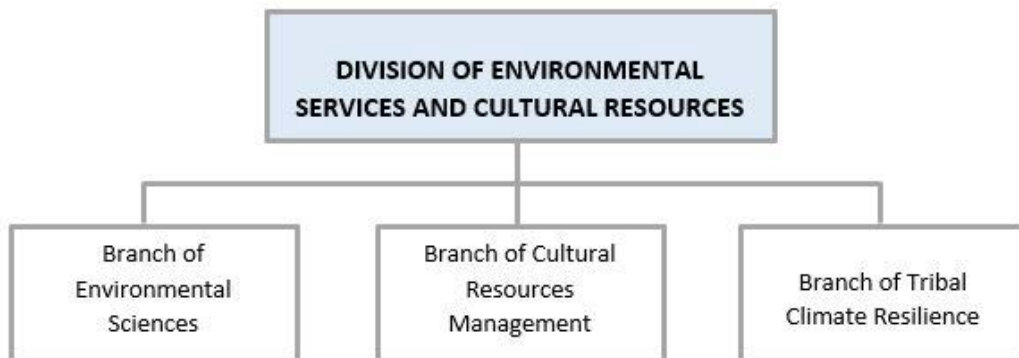 DIVISION OF ENVIRONMENTAL
SERVICES AND CULTURAL RESOURCES
Branch of
Environmental
Sciences
Branch of Cultural
Resources
Management
Branch of Tribal
Climate Resilience